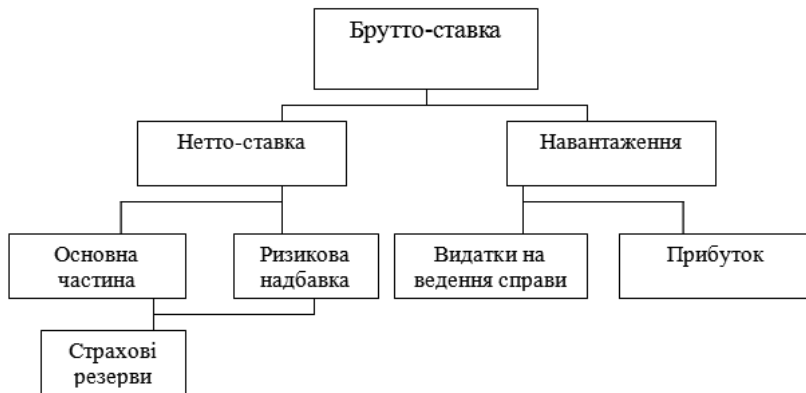 Брутто-ставка
Нетто-ставка
Навантаження
Основна
частина
Ризикова
надбавка
Видатки на
ведення справи
Прибуток
Страхові
резерви